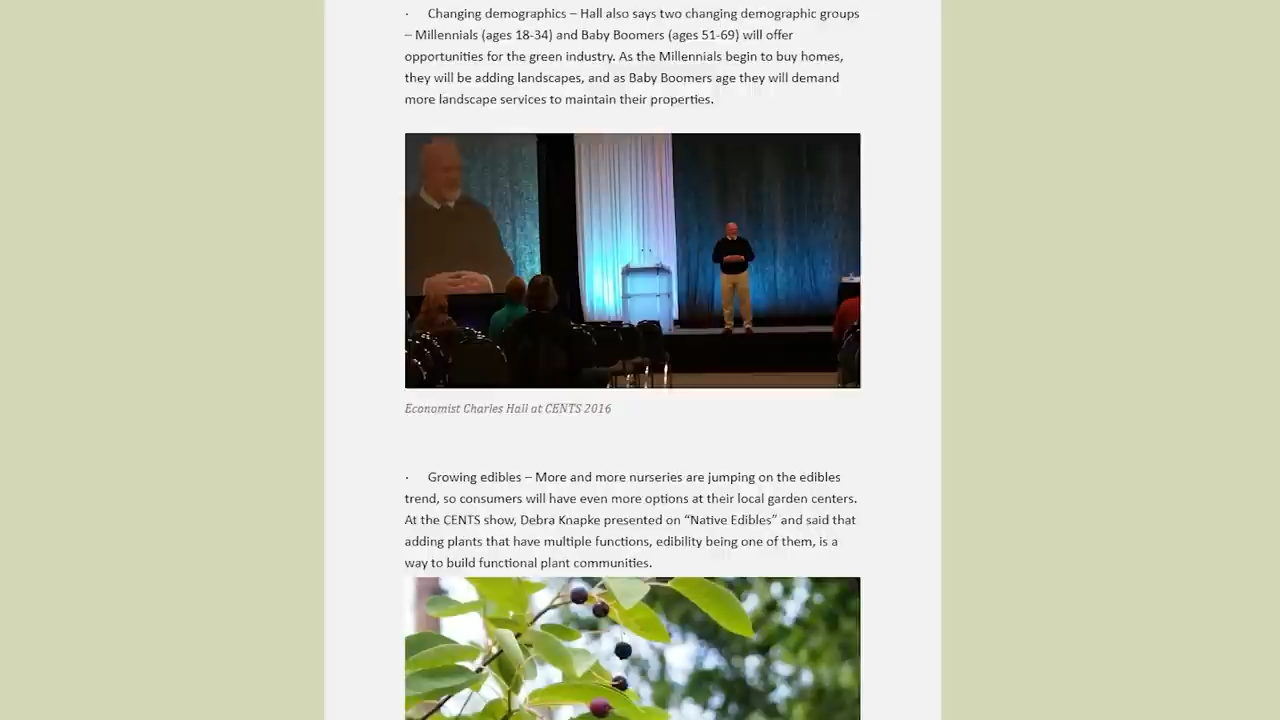 · Changing demographics – Hall also says two changing demographic groups
– Millennials (ages 18-34) and Baby Boomers (ages 51-69) will offer
opportunities for the green industry. As the Millennials begin to buy homes,
they will be adding landscapes, and as Baby Boomers age they will demand
more landscape services to maintain their properties.
Economist Charles Hall at CENTS 2016
· Growing edibles – More and more nurseries are jumping on the edibles
trend, so consumers will have even more options at their local garden centers.
At the CENTS show, Debra Knapke presented on “Native Edibles” and said that
adding plants that have multiple functions, edibility being one of them, is a
way to build functional plant communities.